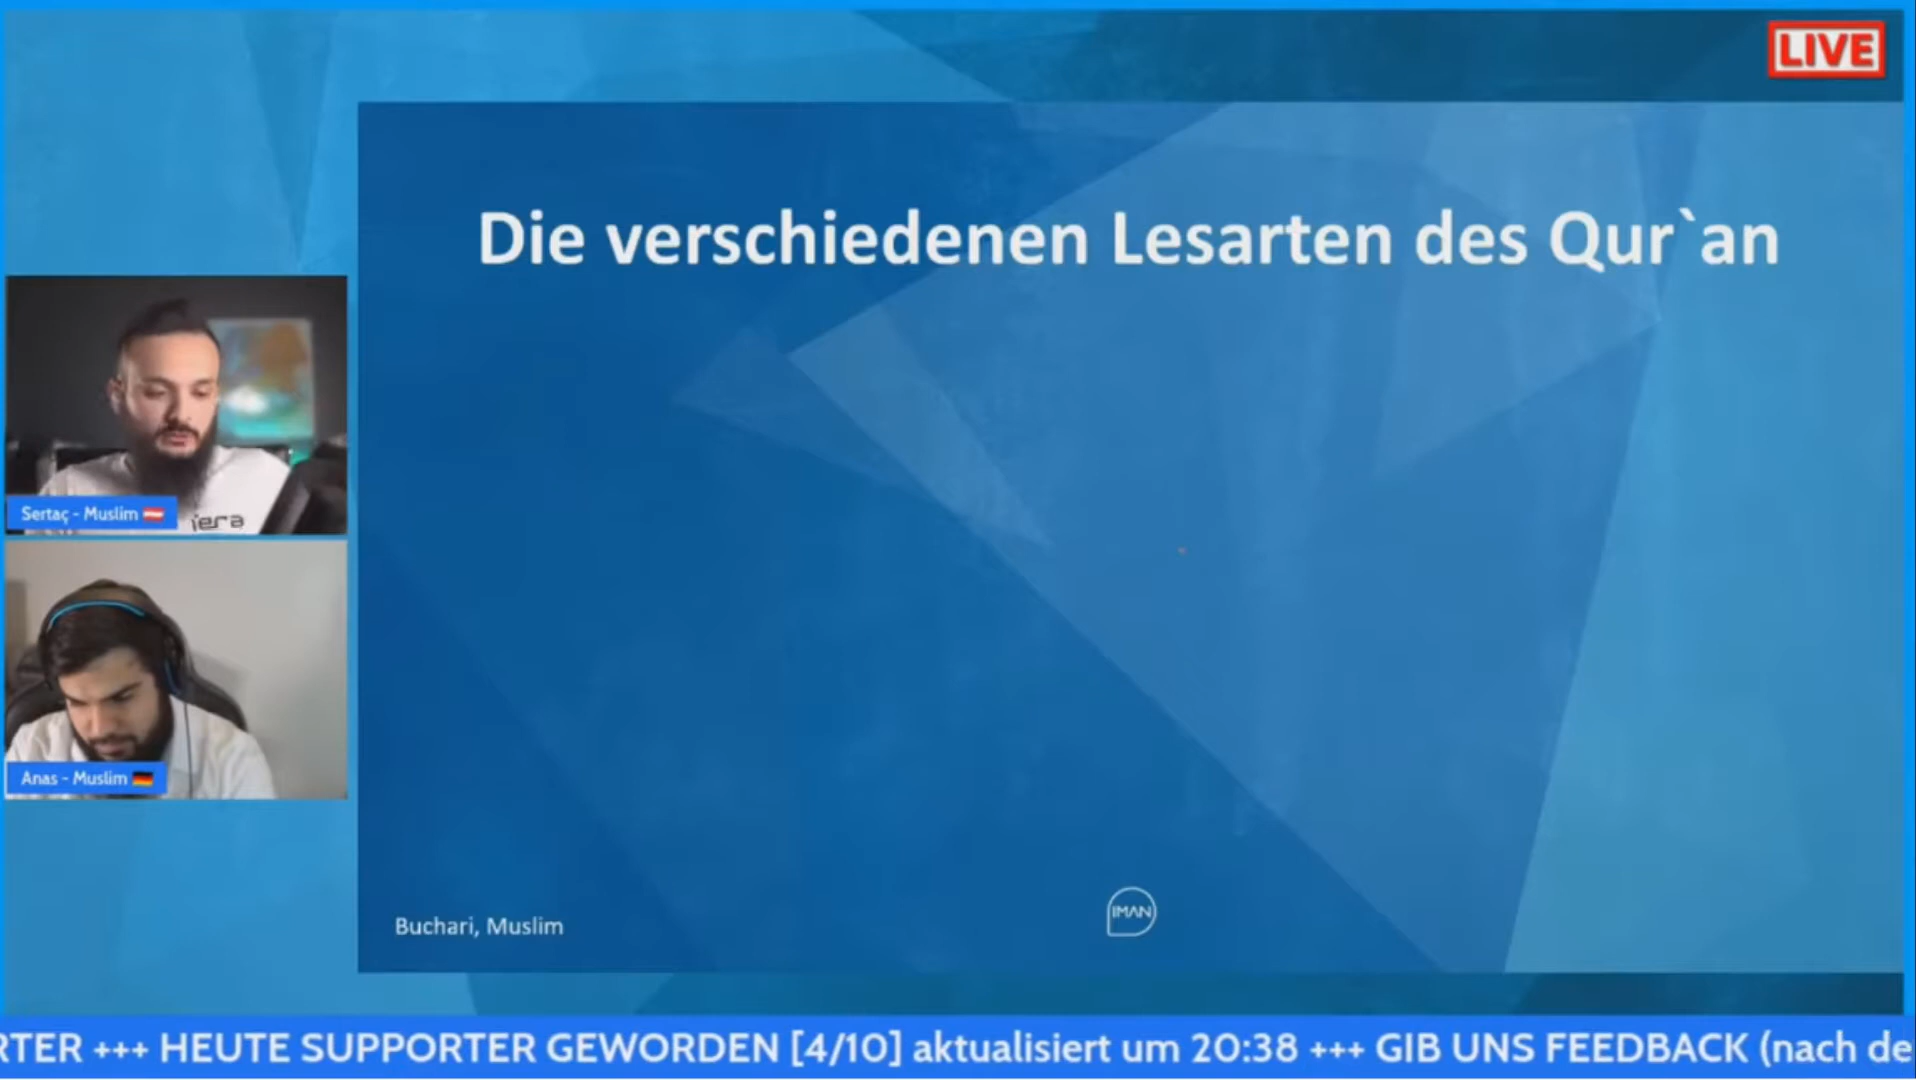 LIVE
Die verschiedenen Lesarten des Qur`an
Sertaç - Muslim
iera
Anas - Muslim
Buchari, Muslim
IMAN
RTER +++ HEUTE SUPPORTER GEWORDEN [4/10] aktualisiert um 20:38 +++ GIB UNS FEEDBACK (nach de